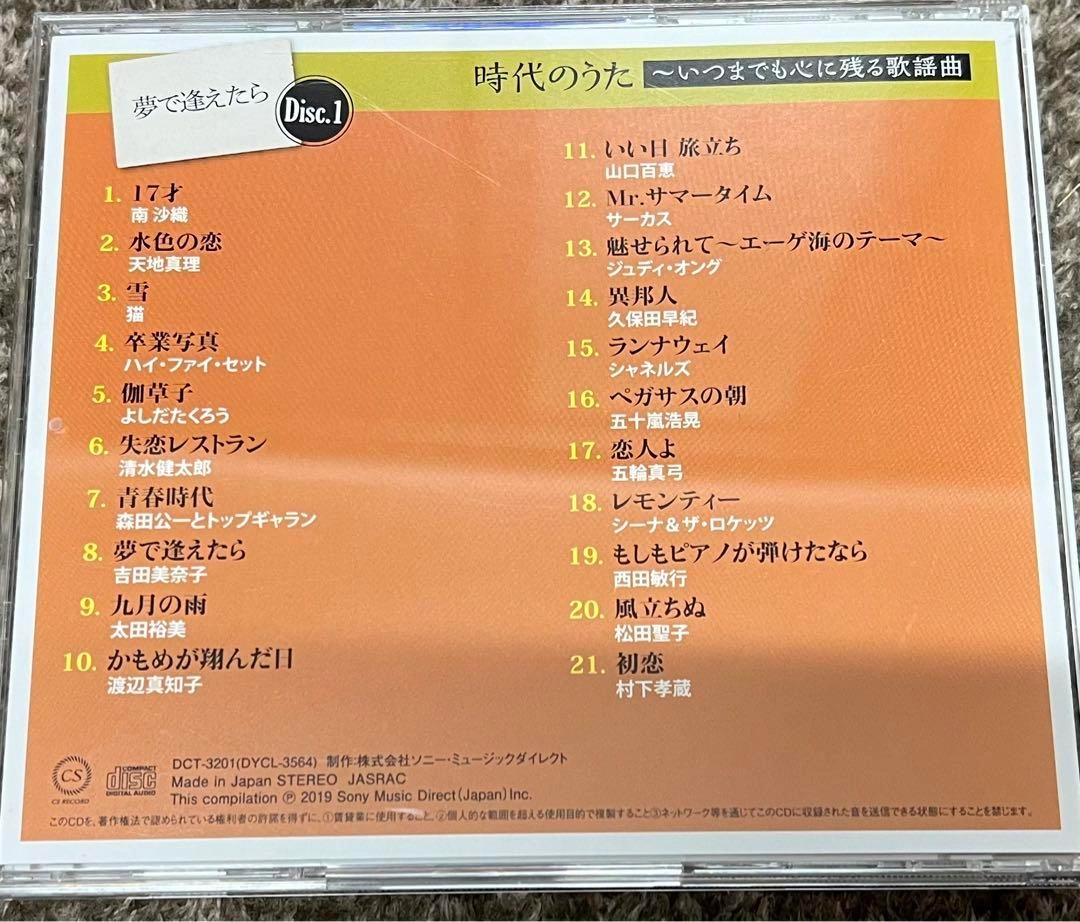 夢で逢えたら
Disc.1
時代のうた ～いつまでも心に残る歌謡曲
1. 17才
南 沙織
2. 水色の恋
天地真理
3. 雪
猫
4. 卒業写真
ハイ・ファイ・セット
5. 伽草子
よしだたくろう
6. 失恋レストラン
清水健太郎
7. 青春時代
森田公一とトップギャラン
8. 夢で逢えたら
吉田美奈子
9. 九月の雨
太田裕美
10. かもめが翔んだ日
渡辺真知子
11. いい日 旅立ち
山口百恵
12. Mr.サマータイム
サーカス
13. 魅せられて～エーゲ海のテーマ～
ジュディ・オング
14. 異邦人
久保田早紀
15. ランナウェイ
シャネルズ
16. ペガサスの朝
五十嵐浩晃
17. 恋人よ
五輪真弓
18. レモンティー
シーナ&ザ・ロケッツ
19. もしもピアノが弾けたなら
西田敏行
20. 風立ちぬ
松田聖子
21. 初恋
村下孝蔵
CS
CS RECORD
COMPACT
disc
DIGITAL AUDIO
DCT-3201(DYCL-3564) 制作:株式会社ソニー・ミュージックダイレクト
Made in Japan STEREO JASRAC
This compilation ℗ 2019 Sony Music Direct(Japan)Inc.
このCDを、著作権法で認められている権利者の許諾を得ずに、①賃貸業に使用すること、②個人的な範囲を超える使用目的で複製すること③ネットワーク等を通じてこのCDに収録された音を送信できる状態にすることを禁じます。